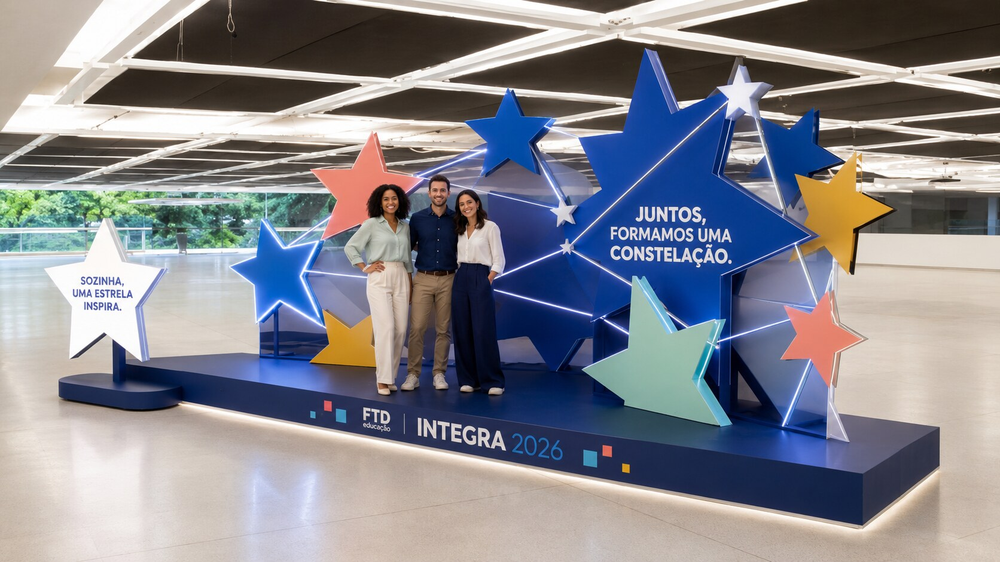 SOZINHA,
UMA ESTRELA
INSPIRA.
JUNTOS,
FORMAMOS UMA
CONSTELAÇÃO.
FTD
educação
INTEGRA 2026